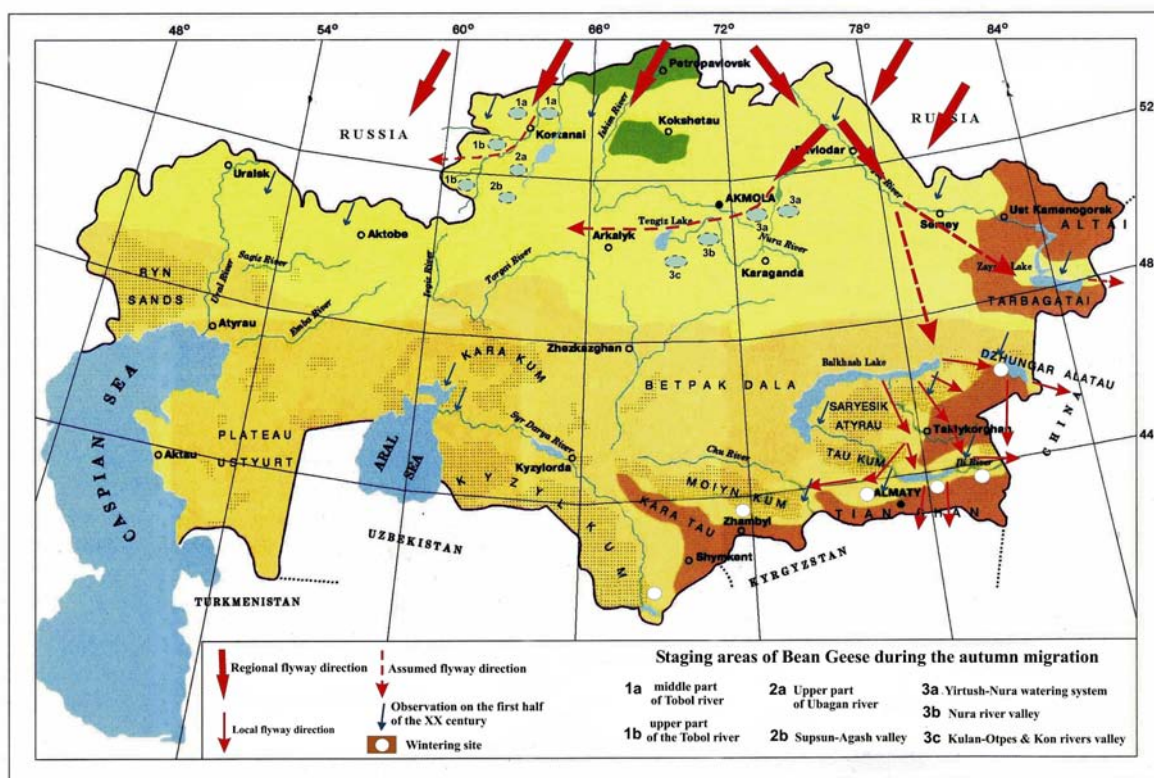 48°
54°
60°
66°
72°
78°
84°
52
48
44
RUSSIA
RUSSIA
Petropavlovsk
1a
1a
Kostanai
1b
2a
1b
2b
Ishim River
Kokshetau
Pavlodar
Uralsk
Aktobe
AKMOLA
3a
3a
Tengiz Lake
3b
3c
Nura River
Arkalyk
Karaganda
Semey
Ust Kamenogorsk
ALTAI
Lake
TARBAGATAI
RYN
SANDS
Ural River
Sagiz River
Emba River
Irgiz River
Torgai River
Atyrau
KARA KUM
Zhezkazghan
BETPAK DALA
Balkhash Lake
DZHUNGAR ALATAU
SARYESIK
ATYRAU
Taldykorghan
TAU KUM
Ili River
CHINA
CASPIAN SEA
PLATEAU
USTYURT
Aktau
ARAL
SEA
Syr Darya River
Kyzylorda
KYZYL KUM
Chu River
MOIYN KUM
KARA TAU
Zhambyl
ALMATY
TIAN SHAN
Shymkent
UZBEKISTAN
KYRGYZSTAN
TURKMENISTAN
Regional flyway direction
Local flyway direction
Assumed flyway direction
Observation on the first half
of the XX century
Wintering site
Staging areas of Bean Geese during the autumn migration
1a middle part
of Tobol river
1b upper part
of the Tobol river
2a Upper part
of Ubagan river
2b Supsun-Agash valley
3a Yirtush-Nura watering system
3b Nura river valley
3c Kulan-Otpes & Kon rivers valley